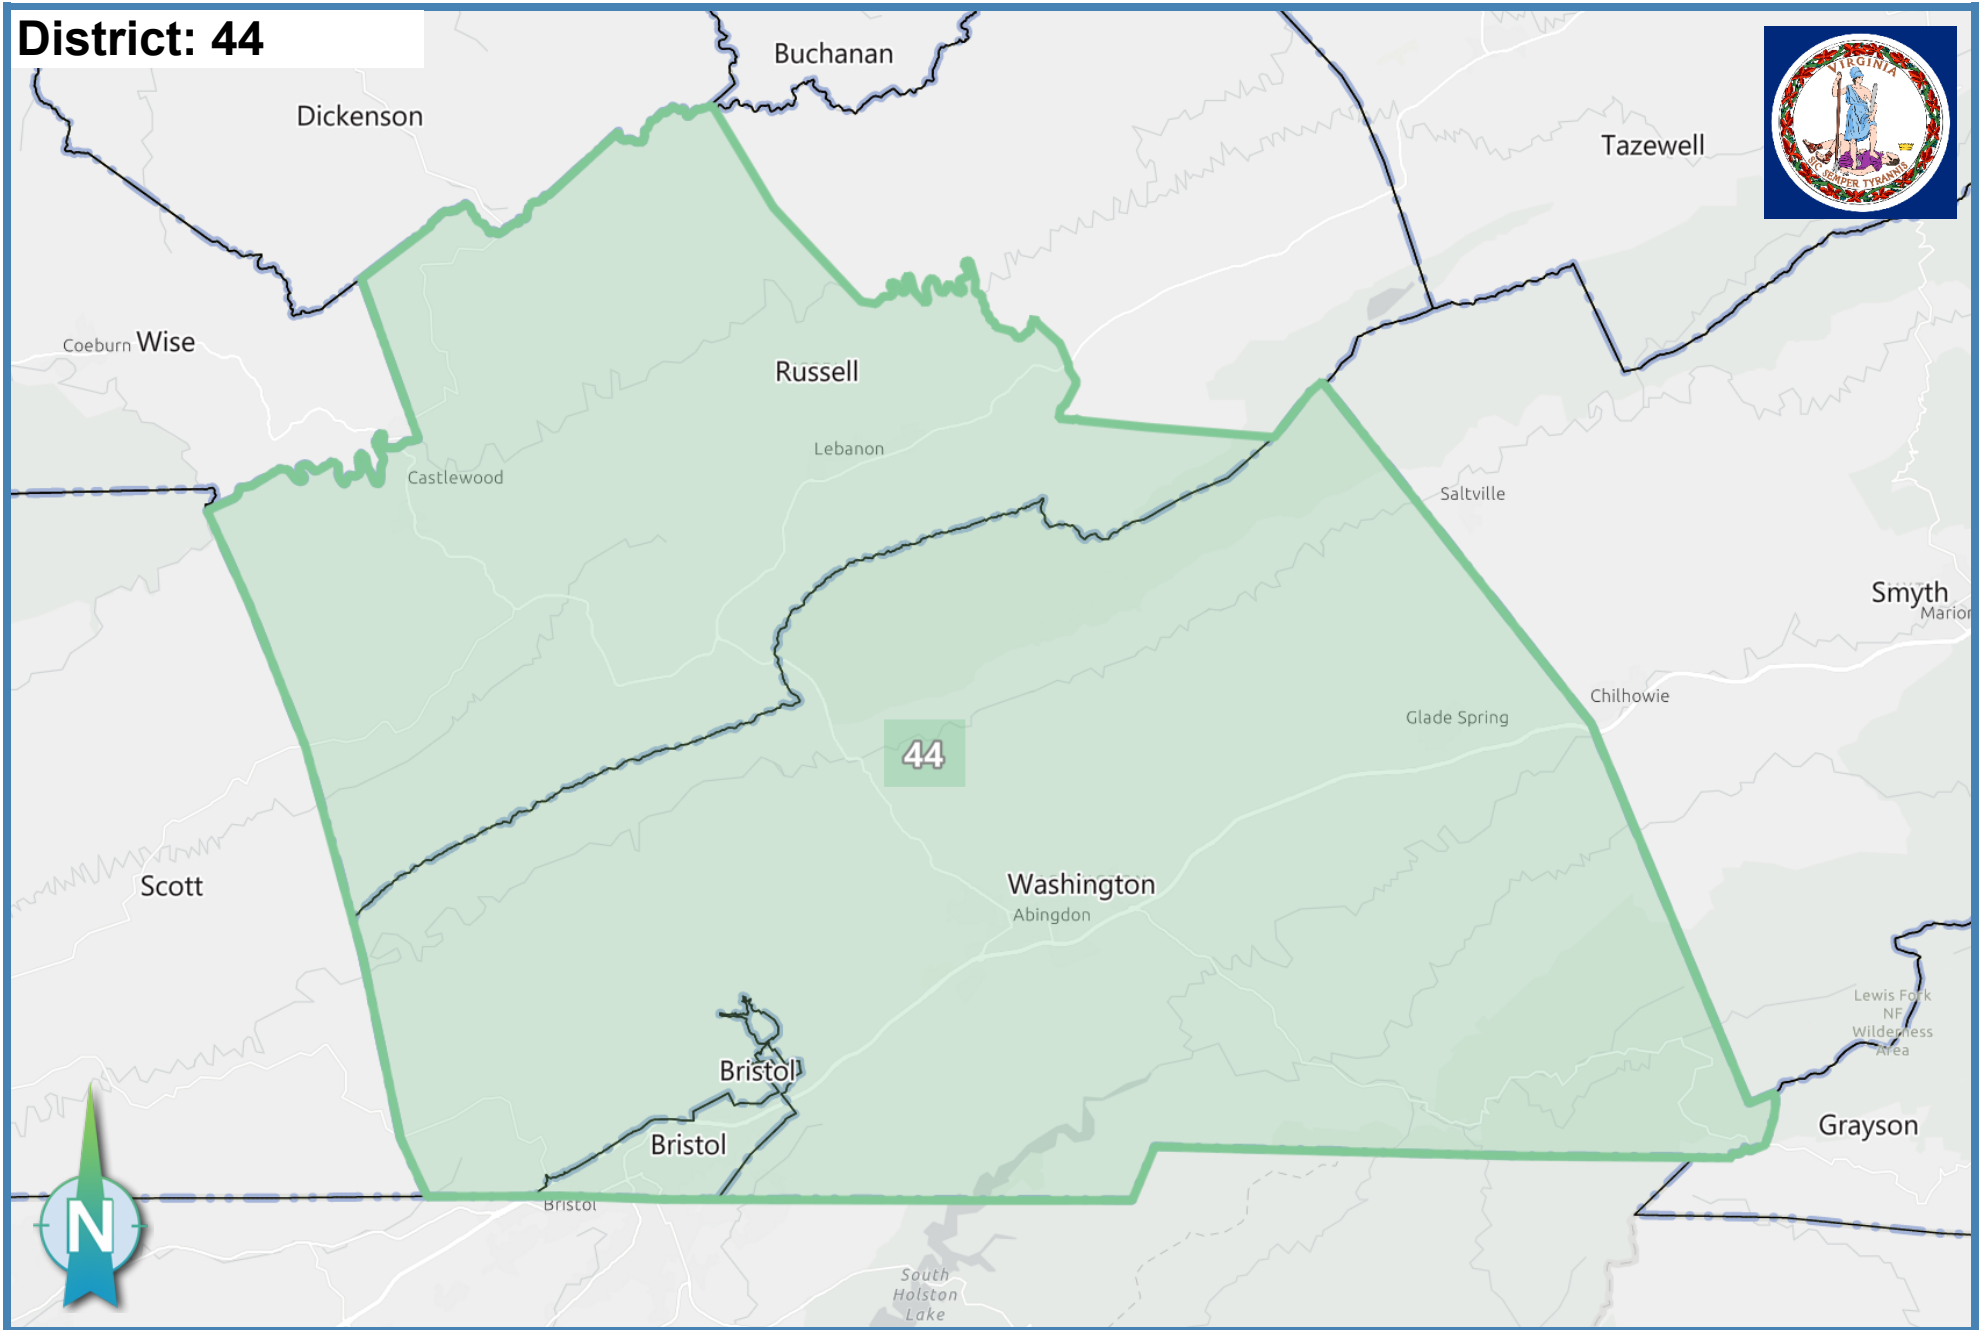 District: 44
Buchanan
Dickenson
Tazewell
VIRGINIA
SIC SEMPER TYRANNIS
Coeburn
Wise
Russell
Lebanon
Castlewood
Saltville
Smyth
Marion
Chilhowie
Glade Spring
44
Scott
Washington
Abingdon
Lewis Fork
NF
Wilderness
Area
Bristol
Grayson
Bristol
Bristol
N
South
Holston
Lake